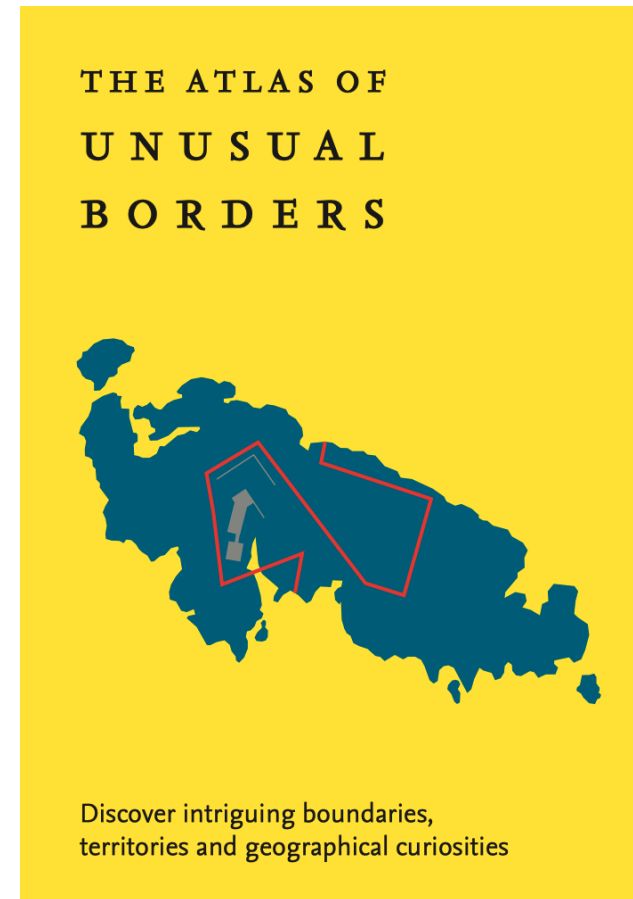 THE ATLAS OF
UNUSUAL
BORDERS
Discover intriguing boundaries,
territories and geographical curiosities